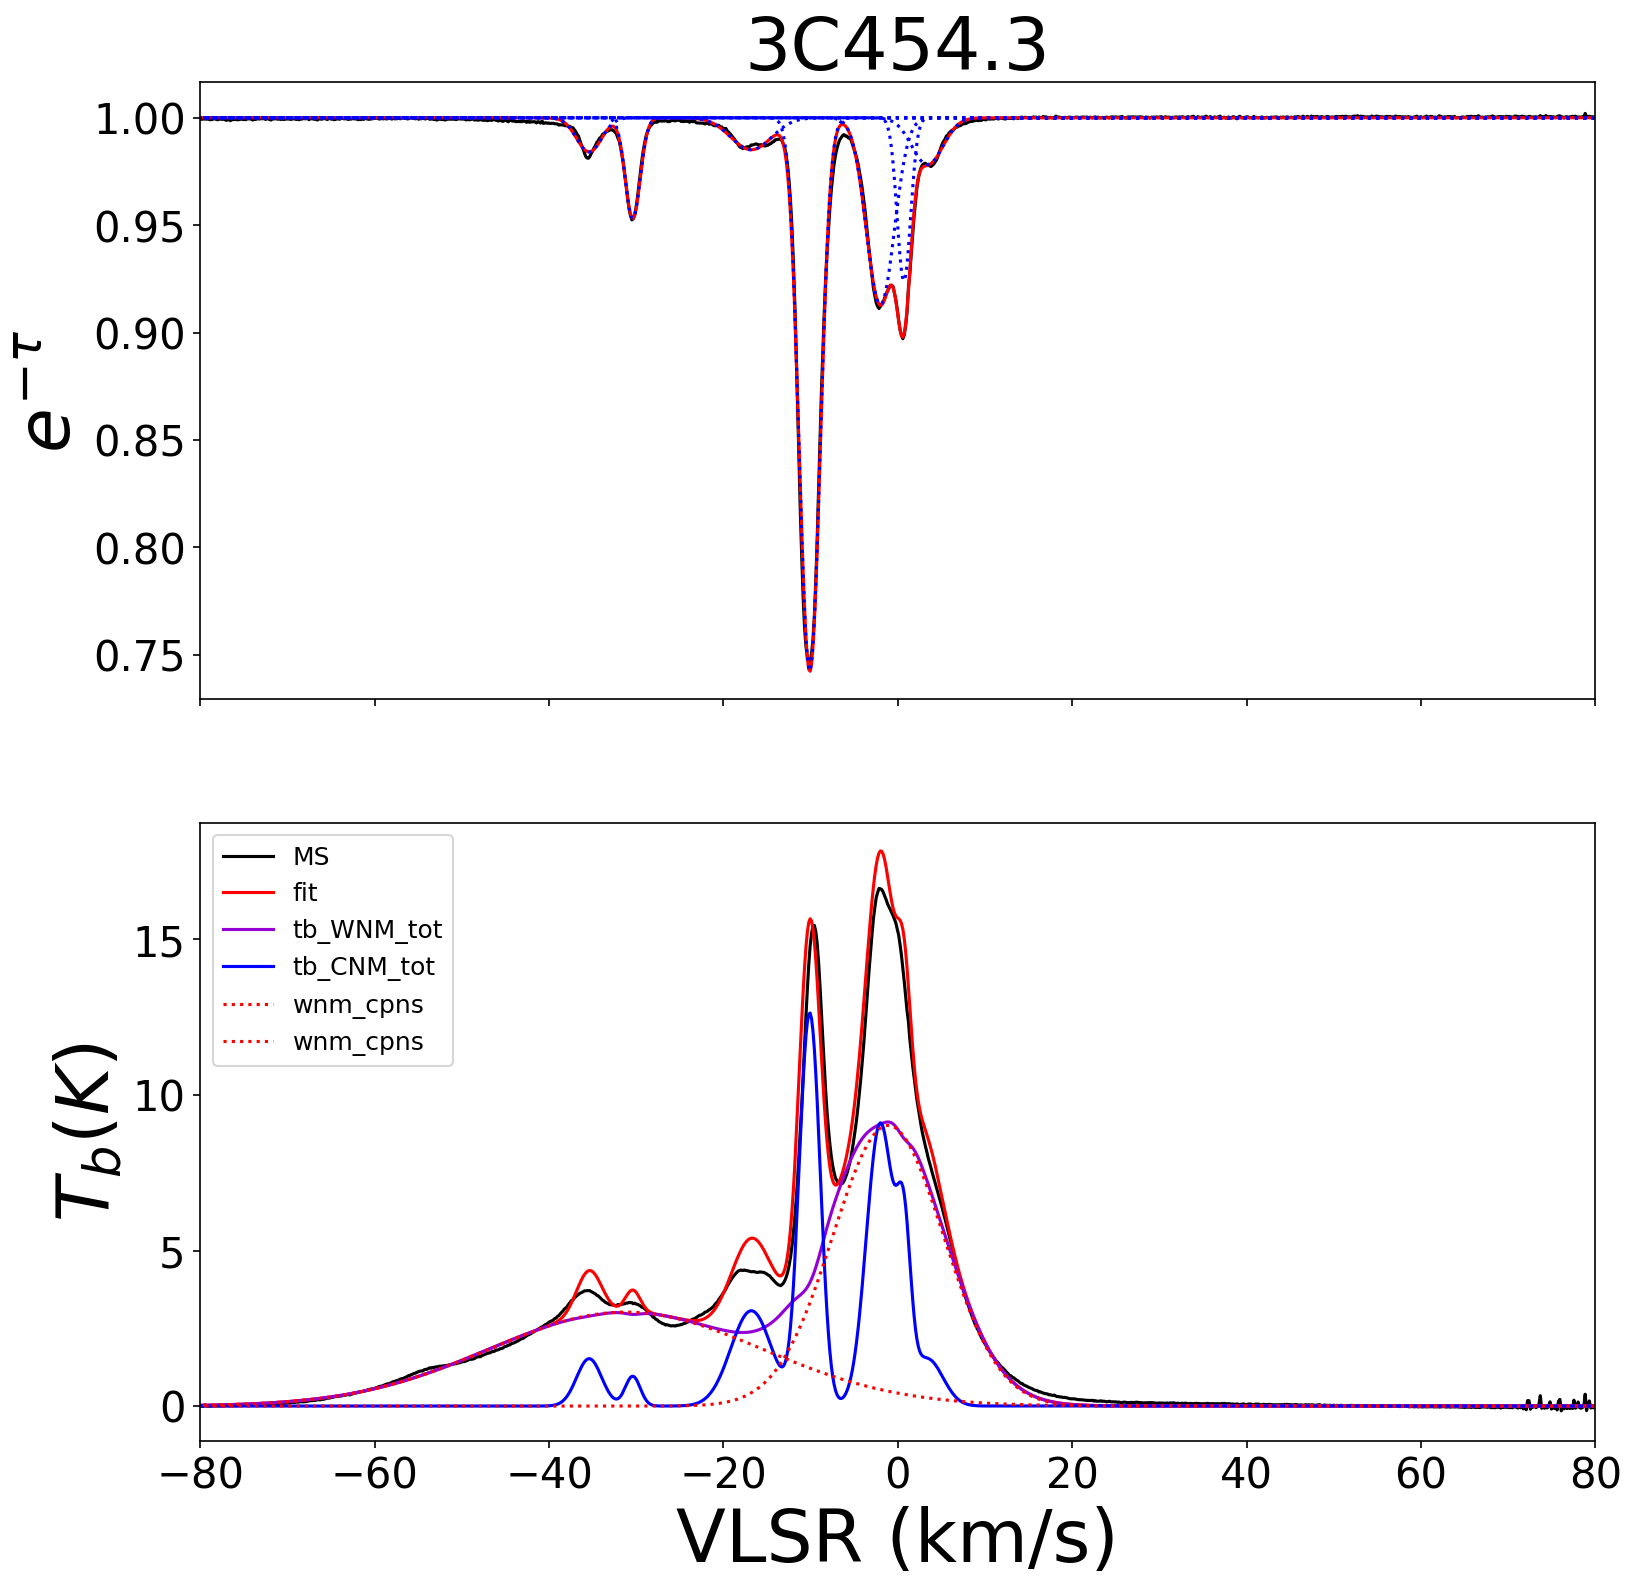 3C454.3
1.00
0.95
0.90
0.85
0.80
0.75
e^{-τ}
MS
fit
tb_WNM_tot
tb_CNM_tot
wnm_cpns
wnm_cpns
15
10
5
0
T_b(K)
−80 −60 −40 −20 0 20 40 60 80
VLSR (km/s)